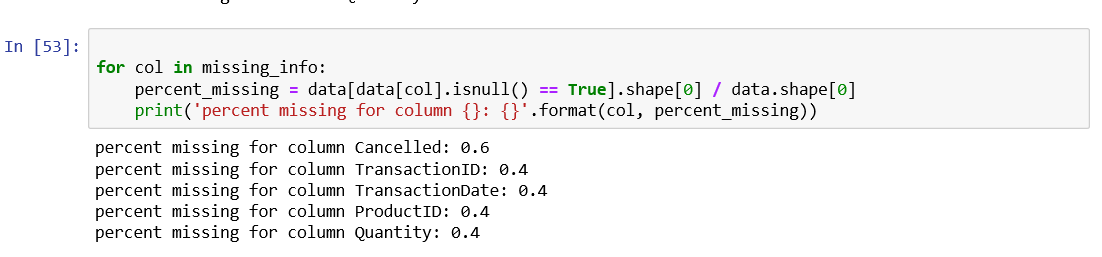 In [53]:
for col in missing_info:
    percent_missing = data[data[col].isnull() == True].shape[0] / data.shape[0]
    print('percent missing for column {}: {}'.format(col, percent_missing))
percent missing for column Cancelled: 0.6
percent missing for column TransactionID: 0.4
percent missing for column TransactionDate: 0.4
percent missing for column ProductID: 0.4
percent missing for column Quantity: 0.4